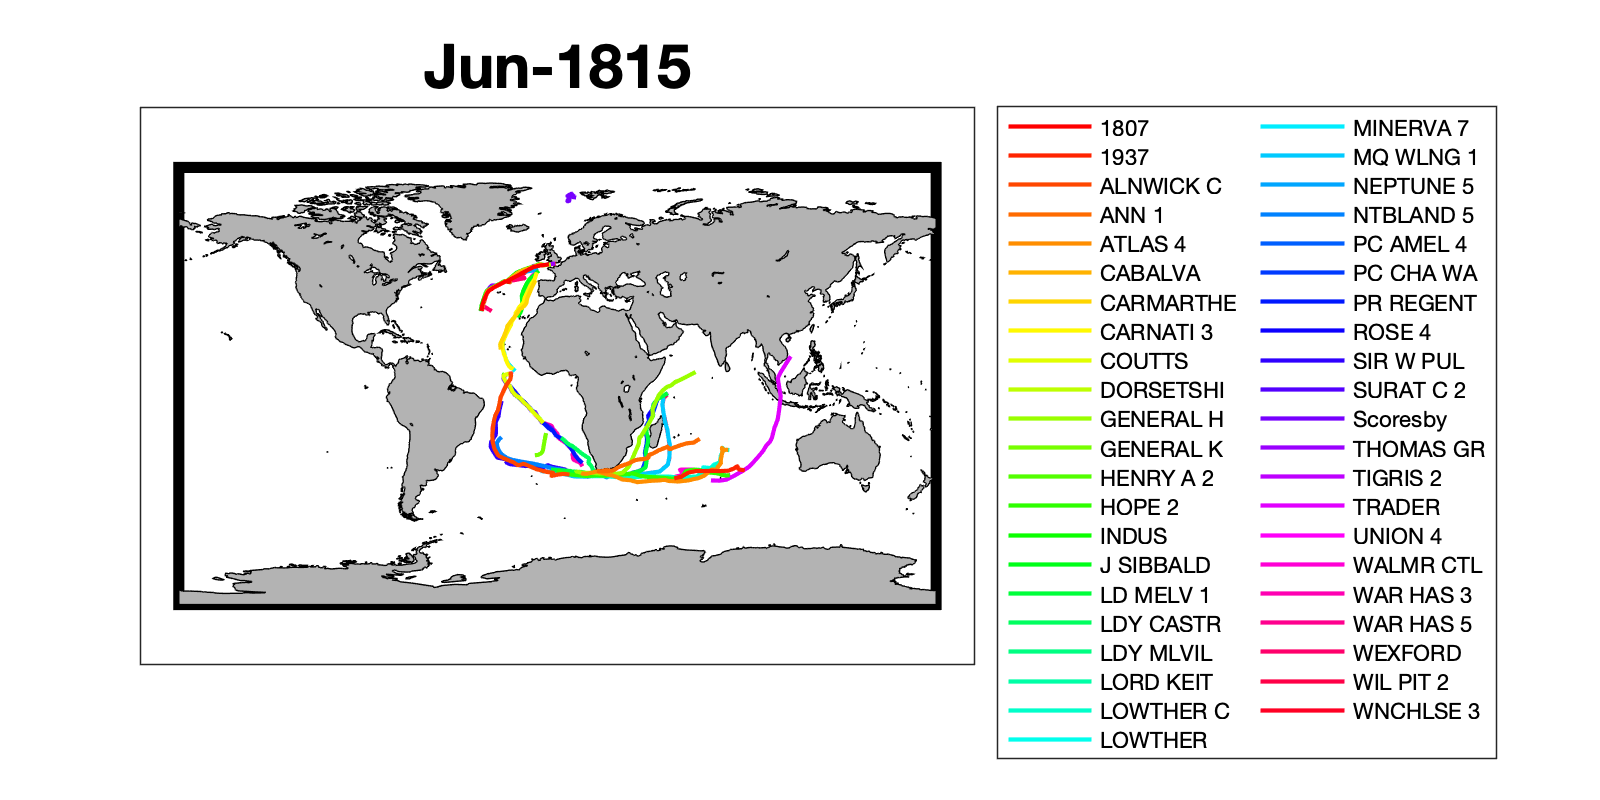 Jun-1815
1807
1937
ALNWICK C
ANN 1
ATLAS 4
CABALVA
CARMARTHE
CARNATI 3
COUTTS
DORSETSHI
GENERAL H
GENERAL K
HENRY A 2
HOPE 2
INDUS
J SIBBALD
LD MELV 1
LDY CASTR
LDY MLVIL
LORD KEIT
LOWTHER C
LOWTHER
MINERVA 7
MQ WLNG 1
NEPTUNE 5
NTBLAND 5
PC AMEL 4
PC CHA WA
PR REGENT
ROSE 4
SIR W PUL
SURAT C 2
Scoresby
THOMAS GR
TIGRIS 2
TRADER
UNION 4
WALMR CTL
WAR HAS 3
WAR HAS 5
WEXFORD
WIL PIT 2
WNCHLSE 3